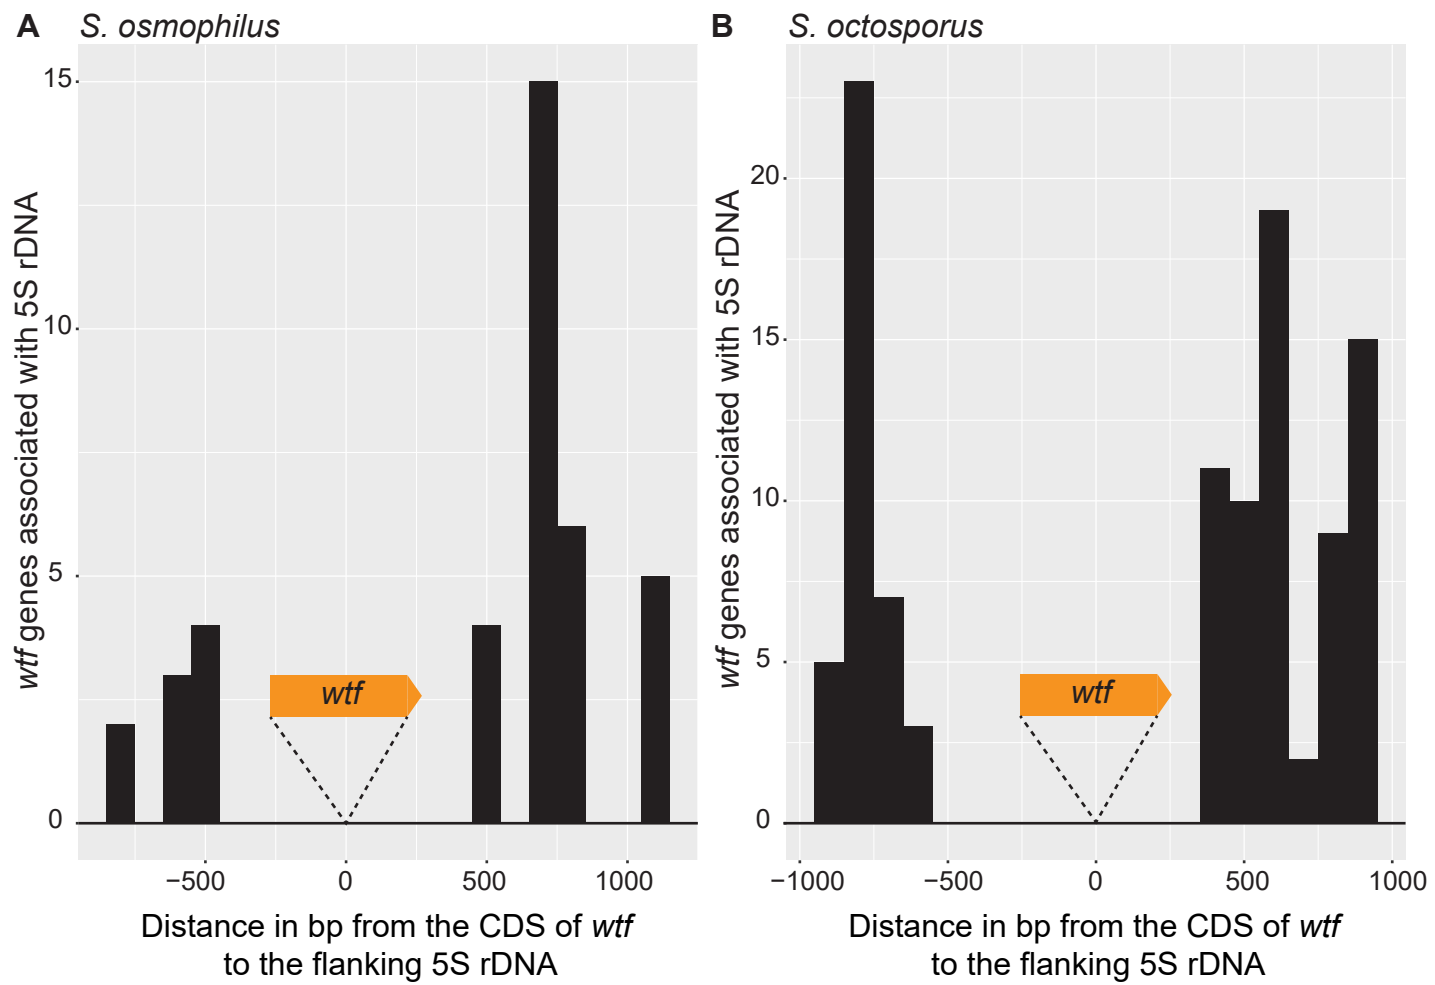 A S. osmophilus
wtf genes associated with 5S rDNA
15
10
5
0
wtf
−500 0 500 1000
Distance in bp from the CDS of wtf
to the flanking 5S rDNA
B S. octosporus
wtf genes associated with 5S rDNA
20
15
10
5
0
wtf
−1000 −500 0 500 1000
Distance in bp from the CDS of wtf
to the flanking 5S rDNA